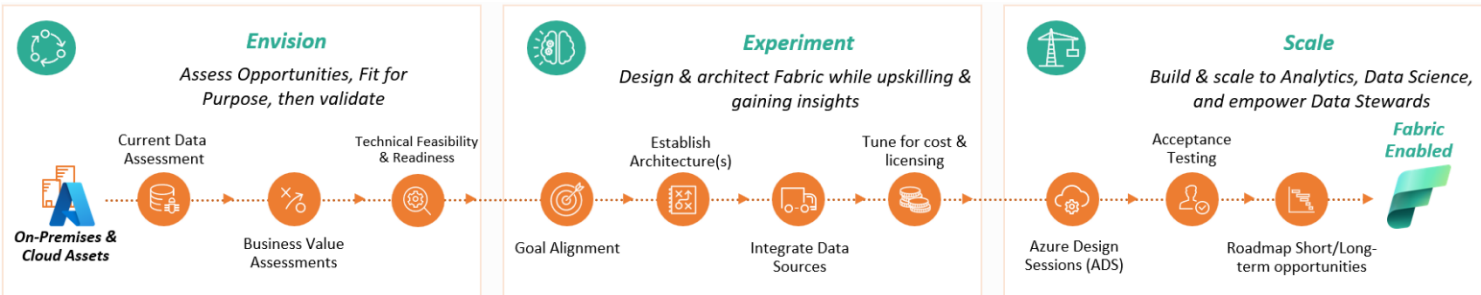 Envision
Assess Opportunities, Fit for
Purpose, then validate
On-Premises &
Cloud Assets
Current Data
Assessment
Business Value
Assessments
Technical Feasibility
& Readiness
Experiment
Design & architect Fabric while upskilling &
gaining insights
Goal Alignment
Establish
Architecture(s)
Integrate Data
Sources
Tune for cost &
licensing
Scale
Build & scale to Analytics, Data Science,
and empower Data Stewards
Azure Design
Sessions (ADS)
Acceptance
Testing
Roadmap Short/Long-
term opportunities
Fabric
Enabled